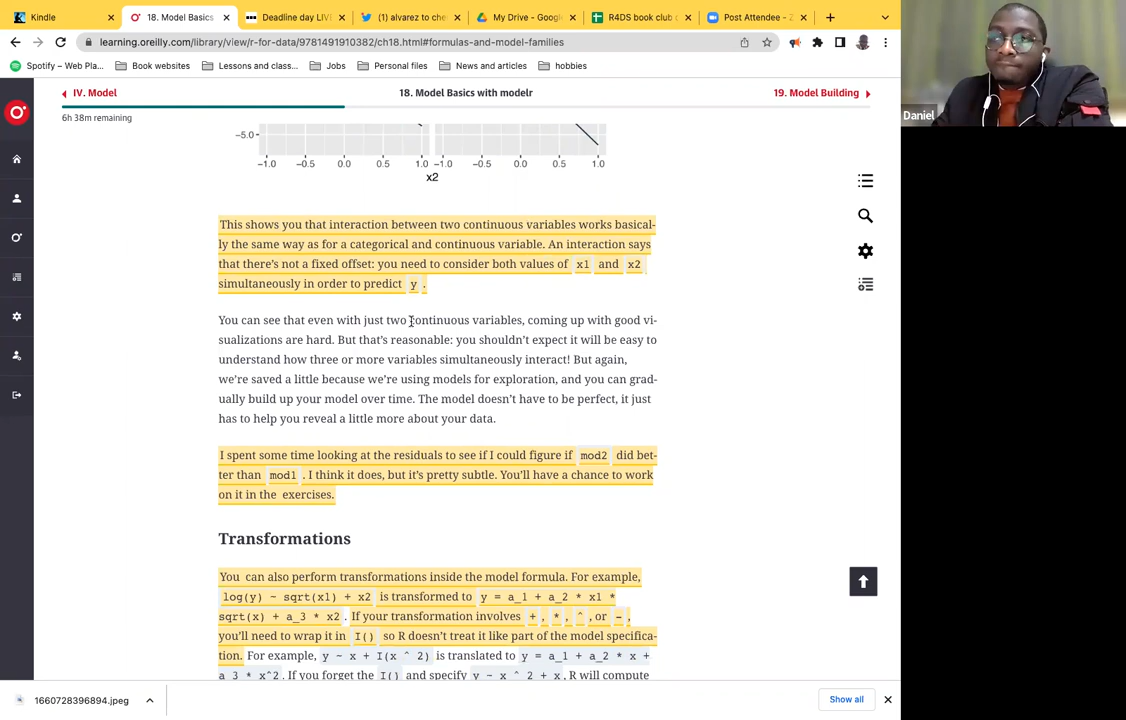 Kindle
18. Model Basics
Deadline day LIV
(1) alvarez to che
My Drive - Google
R4DS book club
Post Attendee - Z
learning.oreilly.com/library/view/r-for-data/9781491910382/ch18.html#formulas-and-model-families
Spotify – Web Pla...
Book websites
Lessons and class...
Jobs
Personal files
News and articles
hobbies
Daniel
IV. Model
18. Model Basics with modelr
19. Model Building
6h 38m remaining
−5.0
−1.0 −0.5 0.0 0.5 1.0 −1.0 −0.5 0.0 0.5 1.0
x2
This shows you that interaction between two continuous variables works basical-
ly the same way as for a categorical and continuous variable. An interaction says
that there's not a fixed offset: you need to consider both values of x1 and x2
simultaneously in order to predict y .
You can see that even with just two continuous variables, coming up with good vi-
sualizations are hard. But that's reasonable: you shouldn't expect it will be easy to
understand how three or more variables simultaneously interact! But again,
we're saved a little because we're using models for exploration, and you can grad-
ually build up your model over time. The model doesn't have to be perfect, it just
has to help you reveal a little more about your data.
I spent some time looking at the residuals to see if I could figure if mod2 did bet-
ter than mod1 . I think it does, but it's pretty subtle. You'll have a chance to work
on it in the exercises.
Transformations
You can also perform transformations inside the model formula. For example,
log(y) ~ sqrt(x1) + x2 is transformed to y = a_1 + a_2 * x1 *
sqrt(x) + a_3 * x2 . If your transformation involves + , * , ^ , or - ,
you'll need to wrap it in I() so R doesn't treat it like part of the model specifica-
tion. For example, y ~ x + I(x ^ 2) is translated to y = a_1 + a_2 * x +
a_3 * x^2 . If you forget the I() and specify y ~ x ^ 2 + x , R will compute
1660728396894.jpeg
Show all